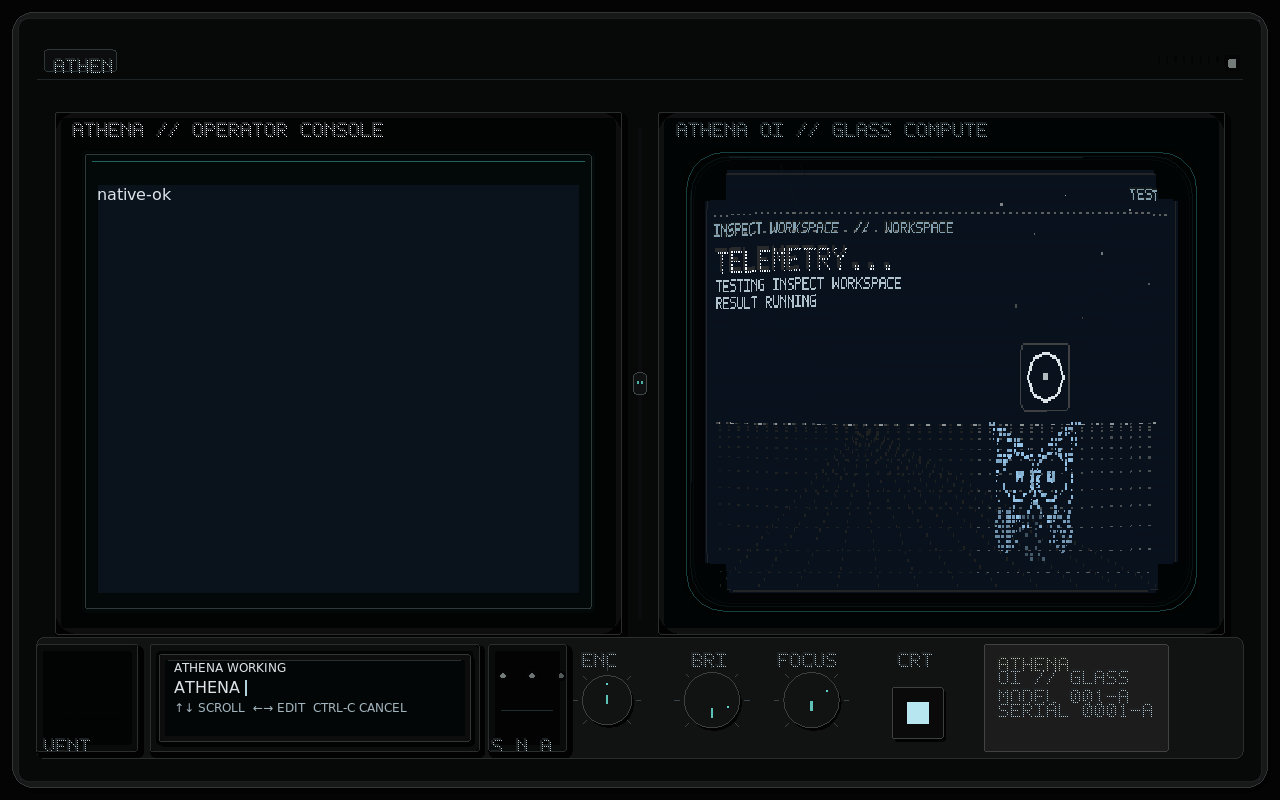 ATHEN
ATHENA // OPERATOR CONSOLE
native-ok
ATHENA OI // GLASS COMPUTE
TEST
INSPECT WORKSPACE // WORKSPACE
TELEMETRY...
TESTING INSPECT WORKSPACE
RESULT RUNNING
VENT
ATHENA WORKING
ATHENA
↑↓ SCROLL ←→ EDIT CTRL-C CANCEL
S N A
ENC
BRI
FOCUS
CRT
ATHENA
OI // GLASS
MODEL 001-A
SERIAL 0001-A